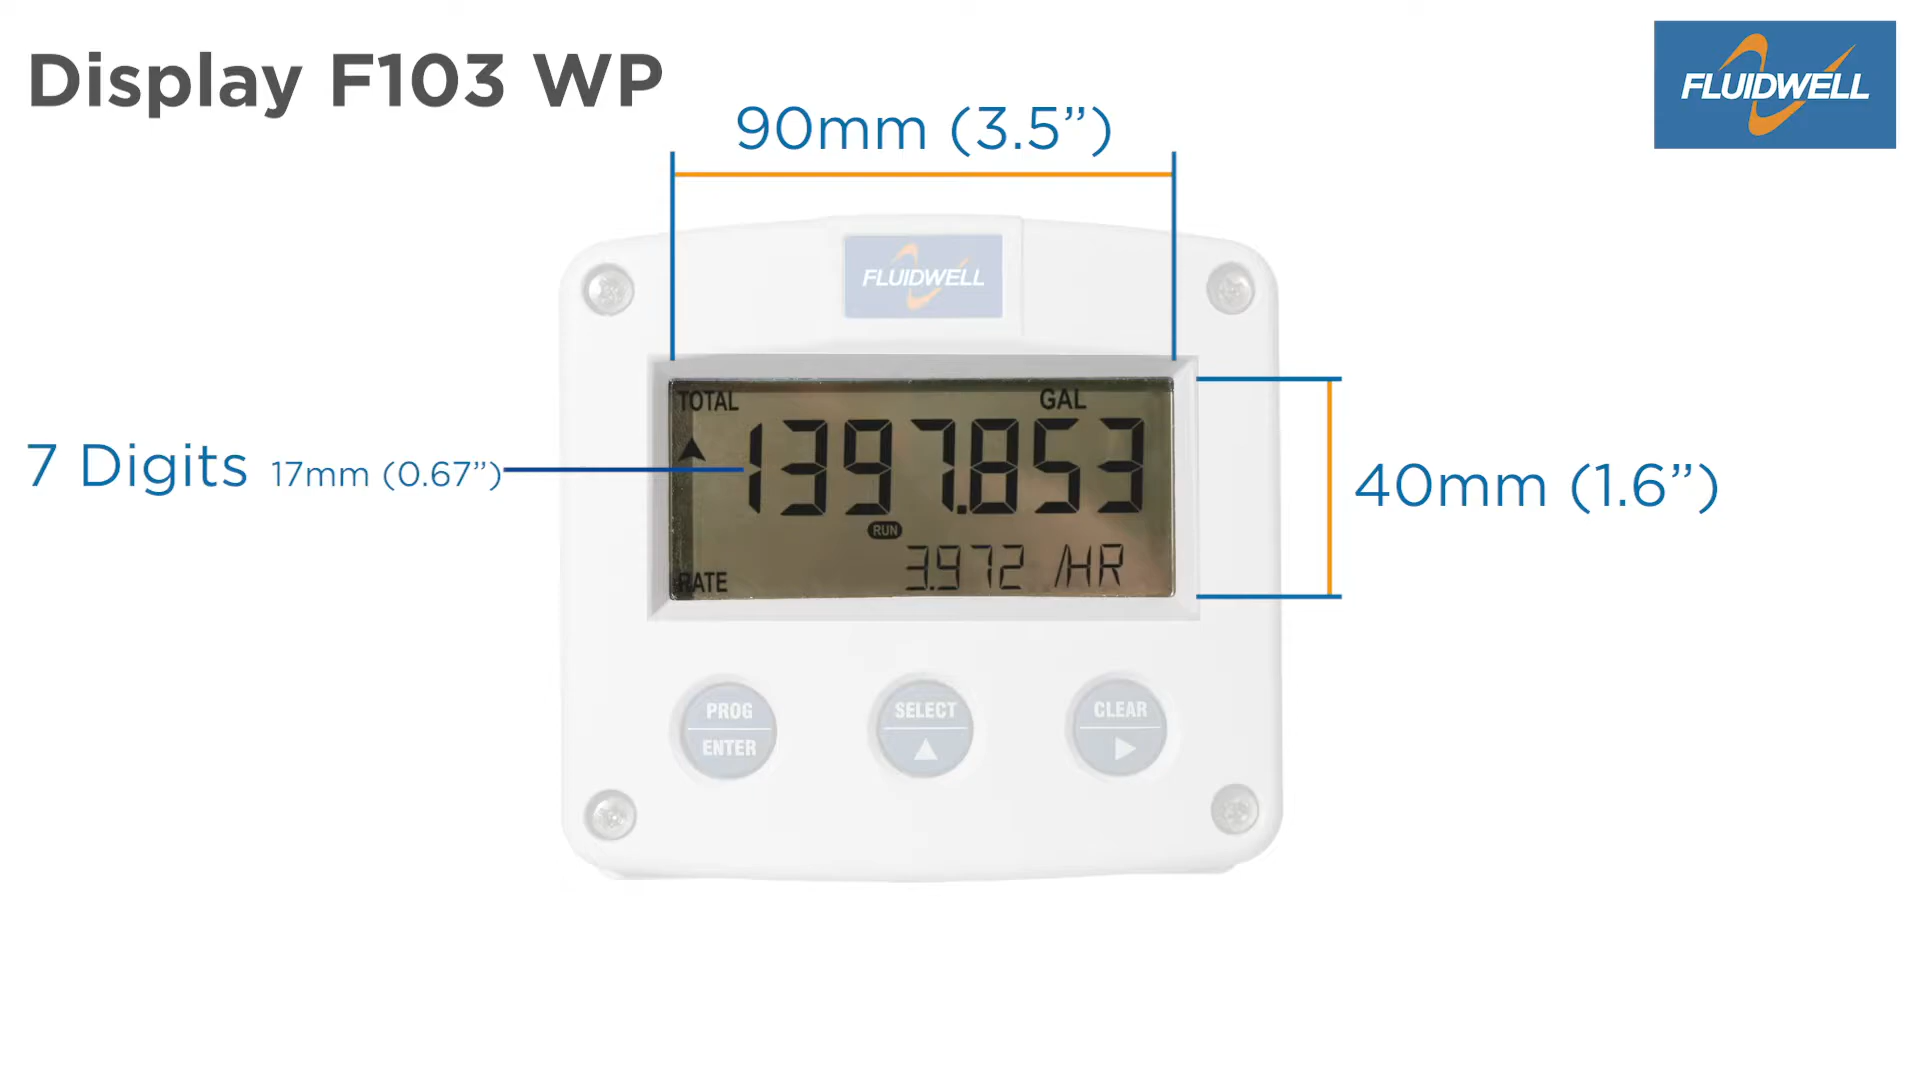 Display F103 WP
FLUIDWELL
90mm (3.5”)
FLUIDWELL
TOTAL
GAL
1397.853
7 Digits 17mm (0.67”)
40mm (1.6”)
RUN
3.972 /HR
RATE
PROG
ENTER
SELECT
CLEAR